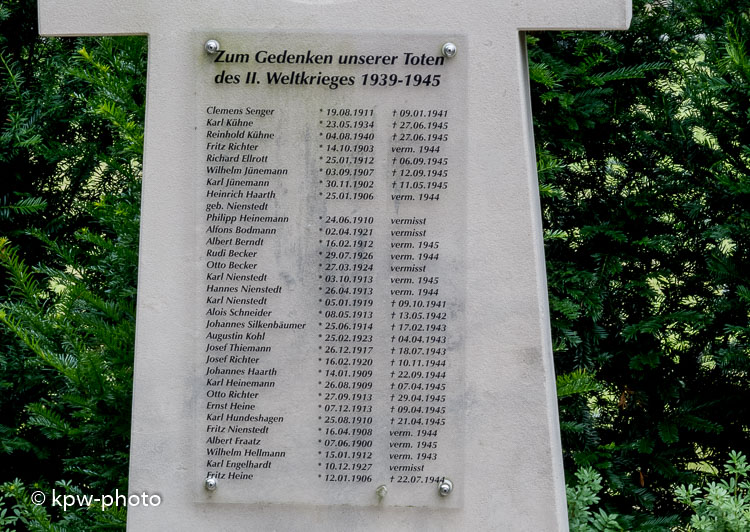 Zum Gedenken unserer Toten
des II. Weltkrieges 1939-1945
Clemens Senger * 19.08.1911 † 09.01.1941
Karl Kühne * 23.05.1934 † 27.06.1945
Reinhold Kühne * 04.08.1940 † 27.06.1945
Fritz Richter * 14.10.1903 verm. 1944
Richard Ellrott * 25.01.1912 † 06.09.1945
Wilhelm Jünemann * 03.09.1907 † 12.09.1945
Karl Jünemann * 30.11.1902 † 11.05.1945
Heinrich Haarth * 25.01.1906 verm. 1944
geb. Nienstedt
Philipp Heinemann * 24.06.1910 vermisst
Alfons Bodmann * 02.04.1921 vermisst
Albert Berndt * 16.02.1912 verm. 1945
Rudi Becker * 29.07.1926 verm. 1944
Otto Becker * 27.03.1924 vermisst
Karl Nienstedt * 03.10.1913 verm. 1945
Hannes Nienstedt * 26.04.1913 verm. 1944
Karl Nienstedt * 05.01.1919 † 09.10.1941
Alois Schneider * 08.05.1913 † 13.05.1942
Johannes Silkenbäumer * 25.06.1914 † 17.02.1943
Augustin Kohl * 25.02.1923 † 04.04.1943
Josef Thiemann * 26.12.1917 † 18.07.1943
Josef Richter * 16.02.1920 † 10.11.1944
Johannes Haarth * 14.01.1909 † 22.09.1944
Karl Heinemann * 26.08.1909 † 07.04.1945
Otto Richter * 27.09.1913 † 29.04.1945
Ernst Heine * 07.12.1913 † 09.04.1945
Karl Hundeshagen * 25.08.1910 † 21.04.1945
Fritz Nienstedt * 16.04.1908 verm. 1944
Albert Fraatz * 07.06.1900 verm. 1945
Wilhelm Hellmann * 15.01.1912 verm. 1943
Karl Engelhardt * 10.12.1927 vermisst
Fritz Heine * 12.01.1906 † 22.07.1944
© kpw-photo